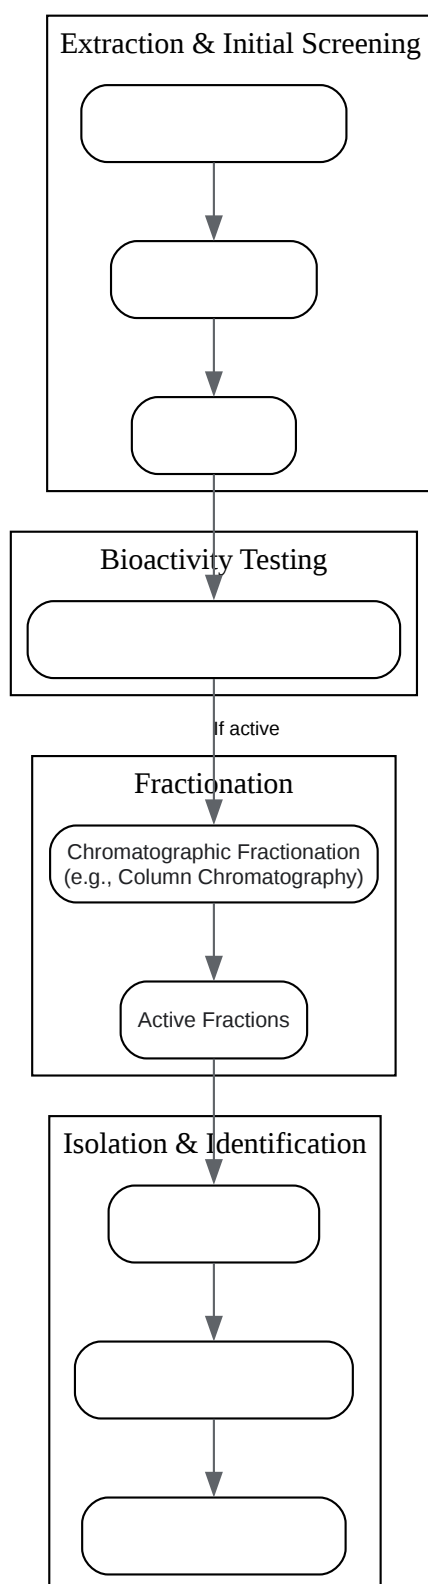 Extraction & Initial Screening
Bioactivity Testing
If active
Fractionation
Chromatographic Fractionation
(e.g., Column Chromatography)
Active Fractions
Isolation & Identification